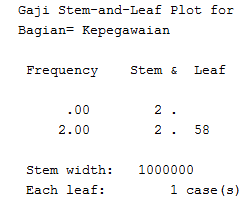 Gaji Stem-and-Leaf Plot for
Bagian= Kepegawaian
Frequency Stem & Leaf
.00 2 .
2.00 2 . 58
Stem width: 1000000
Each leaf: 1 case(s)